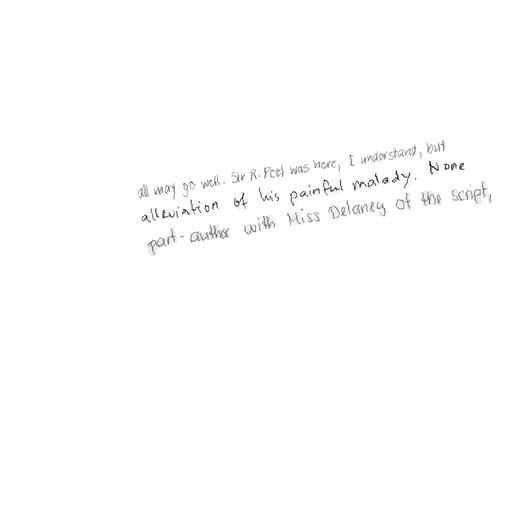 all may go well. Sir R. Peel was here, I understand, but
alleviation of his painful malady. None
part-author with Miss Delaney of the script,